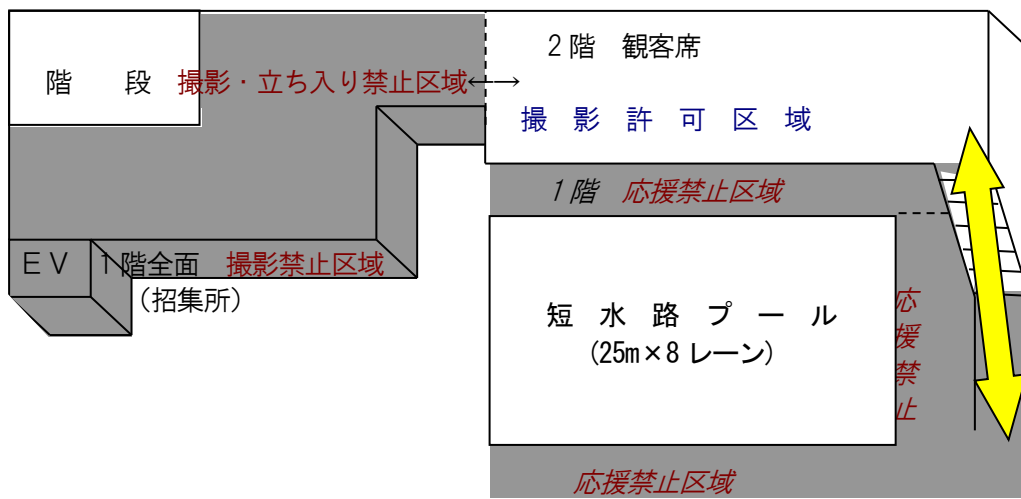 2階 観客席
階 段 撮影・立ち入り禁止区域←→
撮 影 許 可 区 域
1階 応援禁止区域
EV 1階全面 撮影禁止区域
(招集所)
短 水 路 プ ー ル
(25m×8 レーン)
応援禁止
応援禁止区域